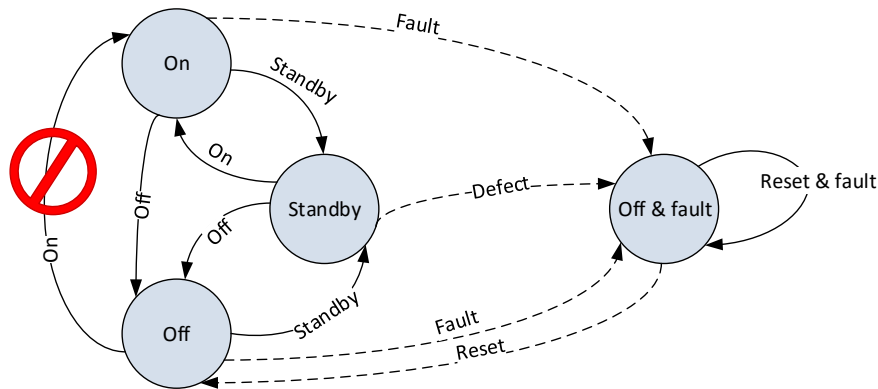 Fault
On
Standby
On
Reset & fault
Defect
Off
Standby
Off & fault
Off
On
Standby
Fault
Off
Reset